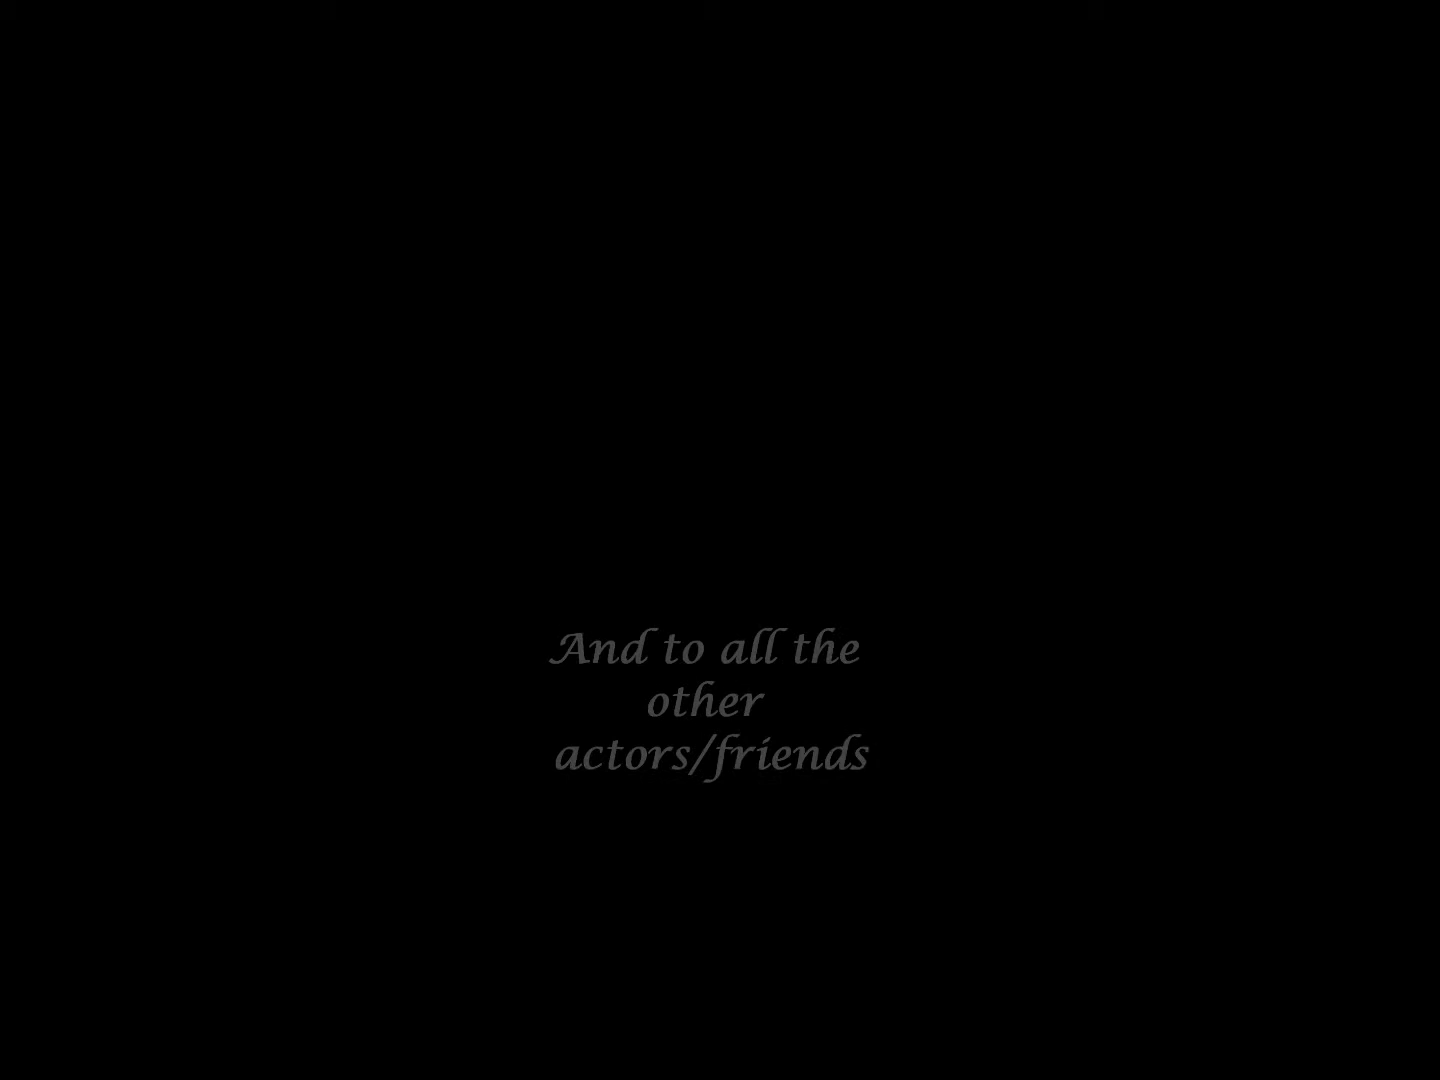 And to all the
other
actors/friends